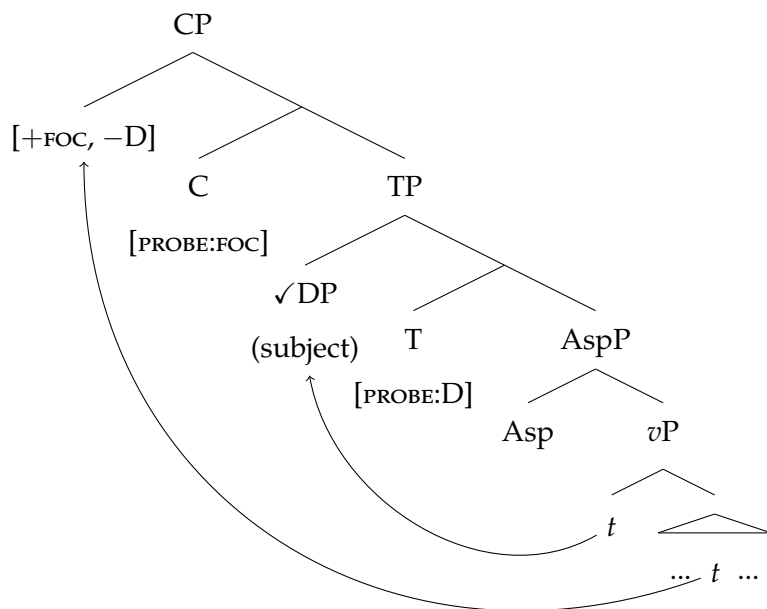 CP
[+FOC, −D]
C
TP
[PROBE:FOC]
✓DP
(subject)
T
AspP
[PROBE:D]
Asp
vP
t
... t ...